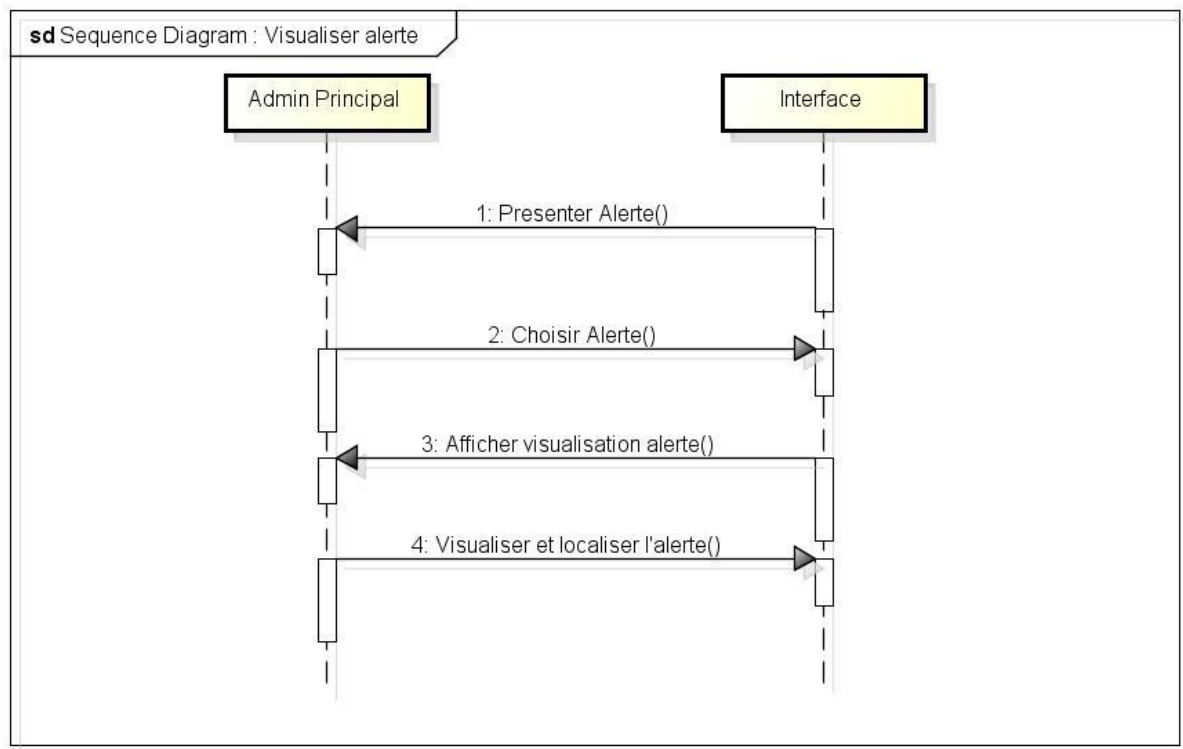 sd Sequence Diagram : Visualiser alerte
Admin Principal
Interface
1: Presenter Alerte()
2: Choisir Alerte()
3: Afficher visualisation alerte()
4: Visualiser et localiser l'alerte()